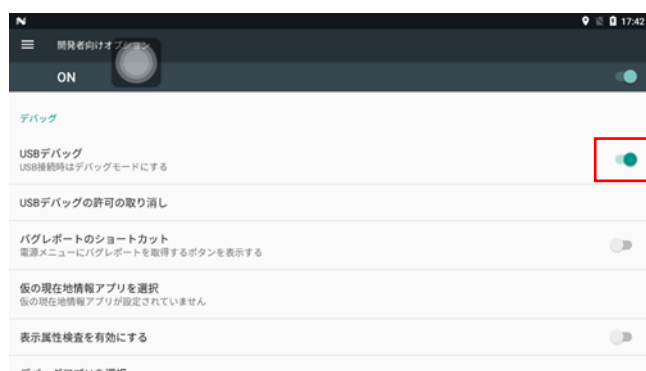 17:42
開発者向けオプション
ON
デバッグ
USBデバッグ
USB接続時はデバッグモードにする
USBデバッグの許可の取り消し
バグレポートのショートカット
電源メニューにバグレポートを取得するボタンを表示する
仮の現在地情報アプリを選択
仮の現在地情報アプリが設定されていません
表示属性検査を有効にする